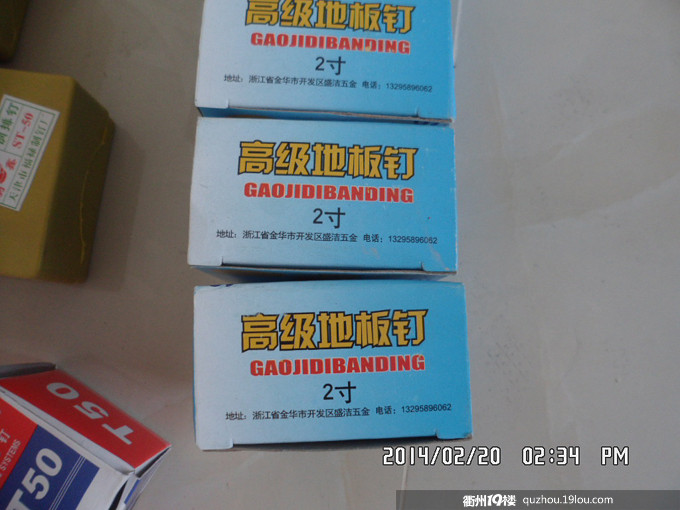 高级地板钉
GAOJIDIBANDING
2寸
地址：浙江省金华市开发区盛洁五金 电话：13295896062
高级地板钉
GAOJIDIBANDING
2寸
地址：浙江省金华市开发区盛洁五金 电话：13295896062
高级地板钉
GAOJIDIBANDING
2寸
地址：浙江省金华市开发区盛洁五金 电话：13295896062
ST-50
T50
钉
SYSTEMS
T50
2014/02/20 02:34 PM
衢州19楼 quzhou.19lou.com